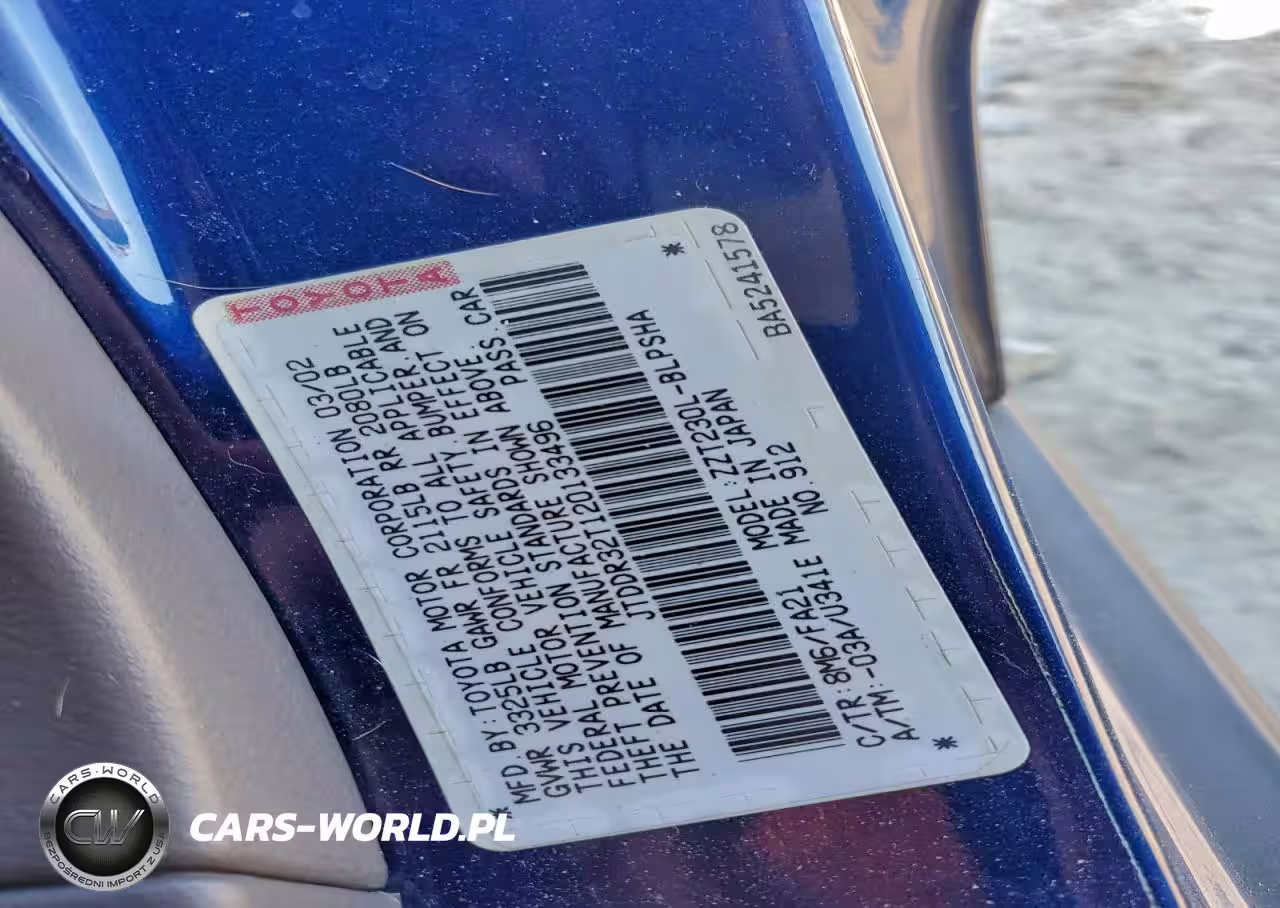 TOYOTA
MFD. BY:TOYOTA MOTOR CORPORATION 03/02
GVWR 3325LB GAWR FR 2115LB RR 2080LB
THIS VEHICLE CONFORMS TO ALL APPLICABLE
FEDERAL MOTOR VEHICLE SAFETY BUMPER AND
THEFT PREVENTION STANDARDS IN EFFECT ON
THE DATE OF MANUFACTURE SHOWN ABOVE.
JTDDR32T120133496 PASS. CAR
MODEL:ZZT230L-BLPSHA
C/TR:8M6/FA21 MADE IN JAPAN
A/TM:-03A/U341E NO.912
BA5241578
CARS-WORLD
CW
BEZPOŚREDNI IMPORT Z USA
CARS-WORLD.PL